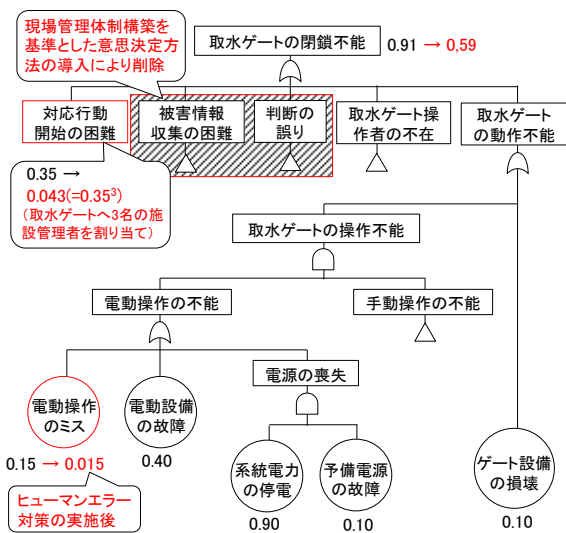 現場管理体制構築を
基準とした意思決定方
法の導入により削除
取水ゲートの閉鎖不能
0.91 → 0,59
対応行動
開始の困難
被害情報
収集の困難
判断の
誤り
取水ゲート操
作者の不在
取水ゲート
の動作不能
0.35 →
0.043(=0.35³)
(取水ゲートへ3名の施
設管理者を割り当て)
取水ゲートの操作不能
電動操作の不能
手動操作の不能
電源の喪失
電動操作
のミス
電動設備
の故障
系統電力
の停電
予備電源
の故障
ゲート設備
の損壊
0.15 → 0.015
0.40
0.90
0.10
0.10
ヒューマンエラー
対策の実施後